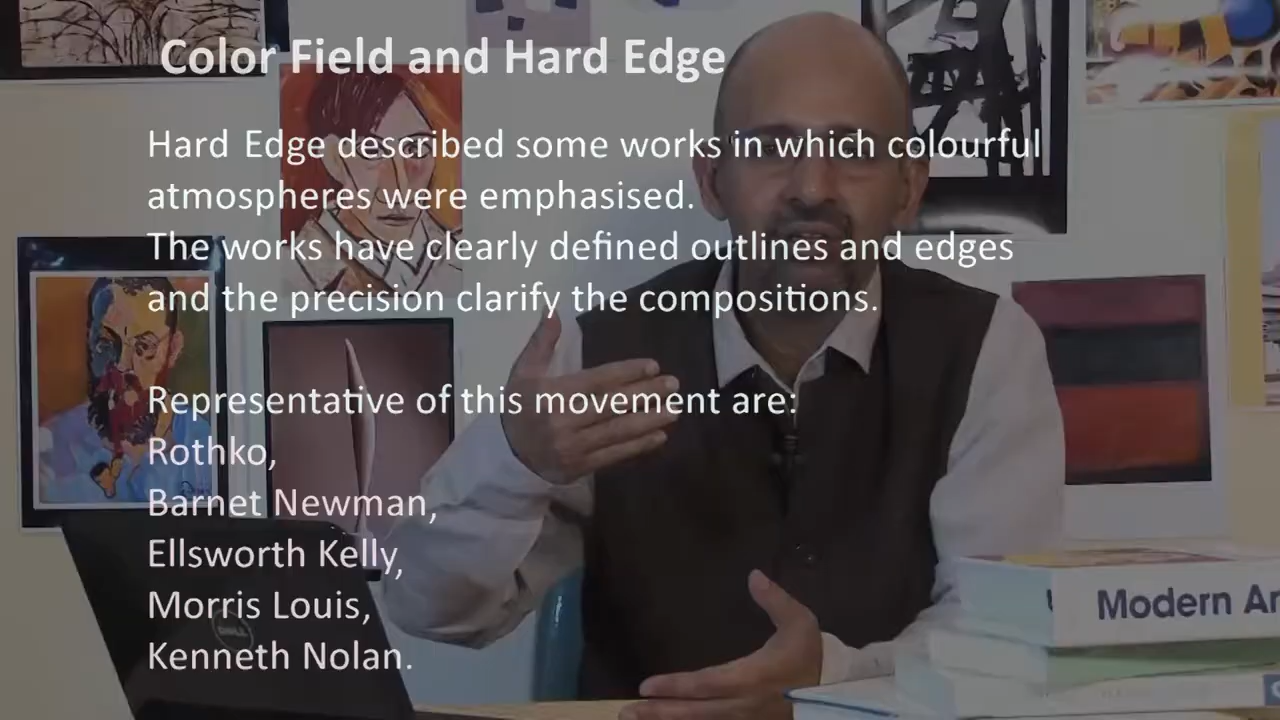 Color Field and Hard Edge
Hard Edge described some works in which colourful
atmospheres were emphasised.
The works have clearly defined outlines and edges
and the precision clarify the compositions.
Representative of this movement are:
Rothko,
Barnet Newman,
Ellsworth Kelly,
Morris Louis,
Kenneth Nolan.
DELL
Modern Ar